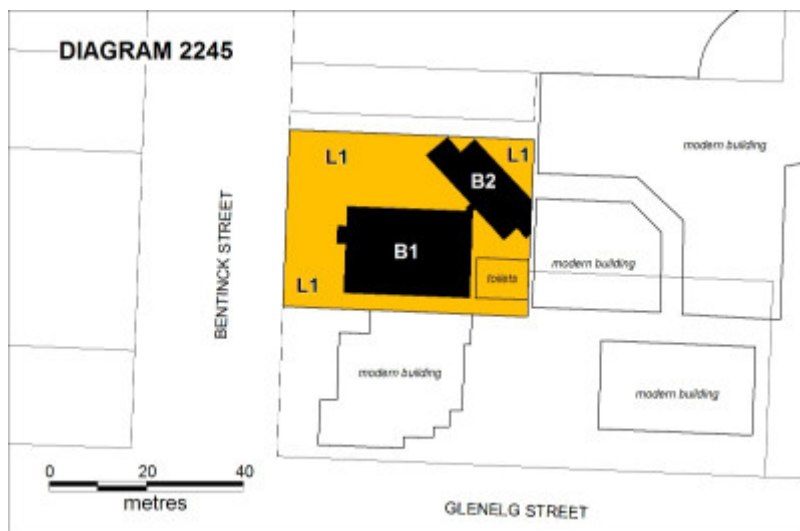 DIAGRAM 2245
modern building
L1
L1
B2
BENTINCK STREET
B1
modern building
toilets
L1
modern building
modern building
0 20 40
metres
GLENELG STREET